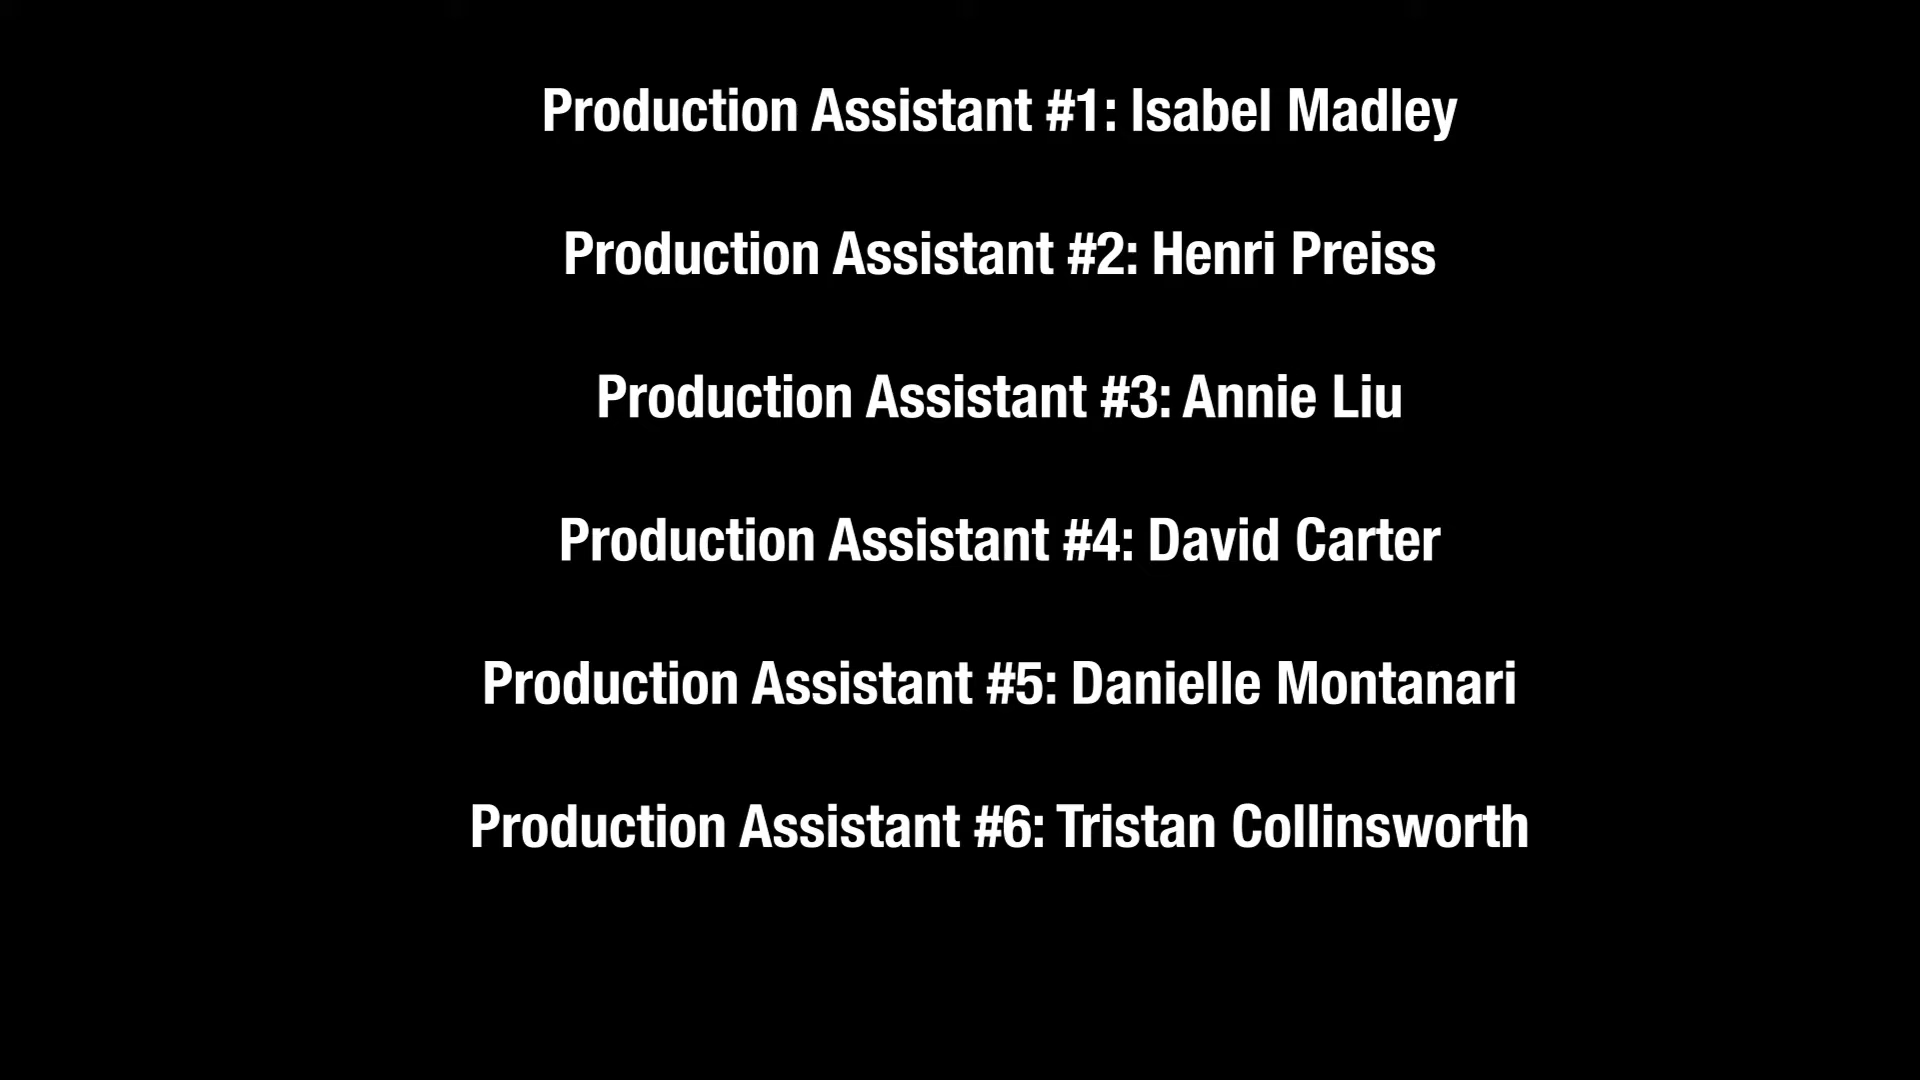 Production Assistant #1: Isabel Madley
Production Assistant #2: Henri Preiss
Production Assistant #3: Annie Liu
Production Assistant #4: David Carter
Production Assistant #5: Danielle Montanari
Production Assistant #6: Tristan Collinsworth